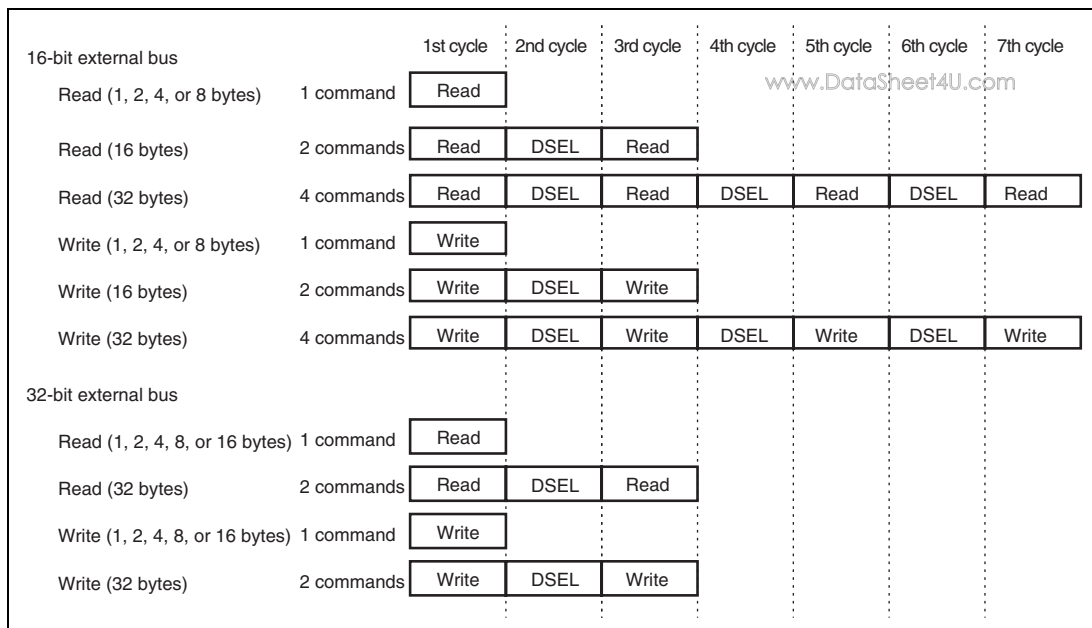 1st cycle 2nd cycle 3rd cycle 4th cycle 5th cycle 6th cycle 7th cycle
16-bit external bus
www.DataSheet4U.com
Read (1, 2, 4, or 8 bytes) 1 command Read
Read (16 bytes) 2 commands Read DSEL Read
Read (32 bytes) 4 commands Read DSEL Read DSEL Read DSEL Read
Write (1, 2, 4, or 8 bytes) 1 command Write
Write (16 bytes) 2 commands Write DSEL Write
Write (32 bytes) 4 commands Write DSEL Write DSEL Write DSEL Write
32-bit external bus
Read (1, 2, 4, 8, or 16 bytes) 1 command Read
Read (32 bytes) 2 commands Read DSEL Read
Write (1, 2, 4, 8, or 16 bytes) 1 command Write
Write (32 bytes) 2 commands Write DSEL Write